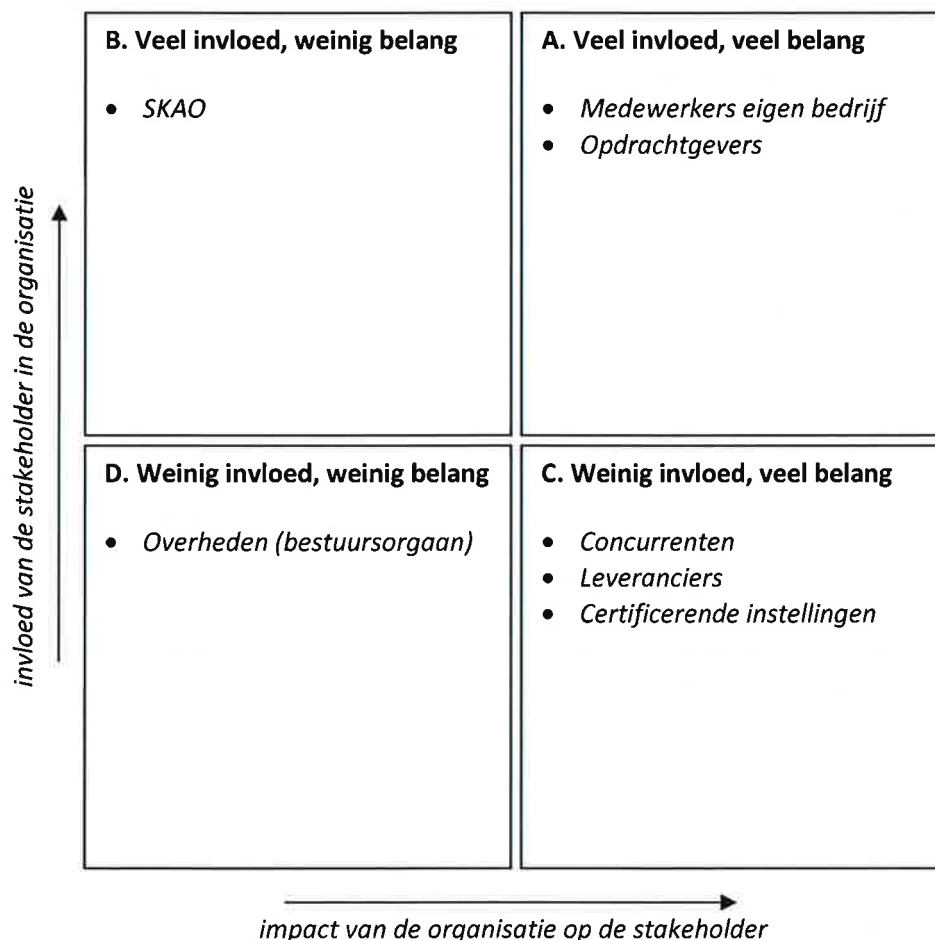 B. Veel invloed, weinig belang
• SKAO
A. Veel invloed, veel belang
• Medewerkers eigen bedrijf
• Opdrachtgevers
invloed van de stakeholder in de organisatie
D. Weinig invloed, weinig belang
• Overheden (bestuursorgaan)
C. Weinig invloed, veel belang
• Concurrenten
• Leveranciers
• Certificerende instellingen
impact van de organisatie op de stakeholder